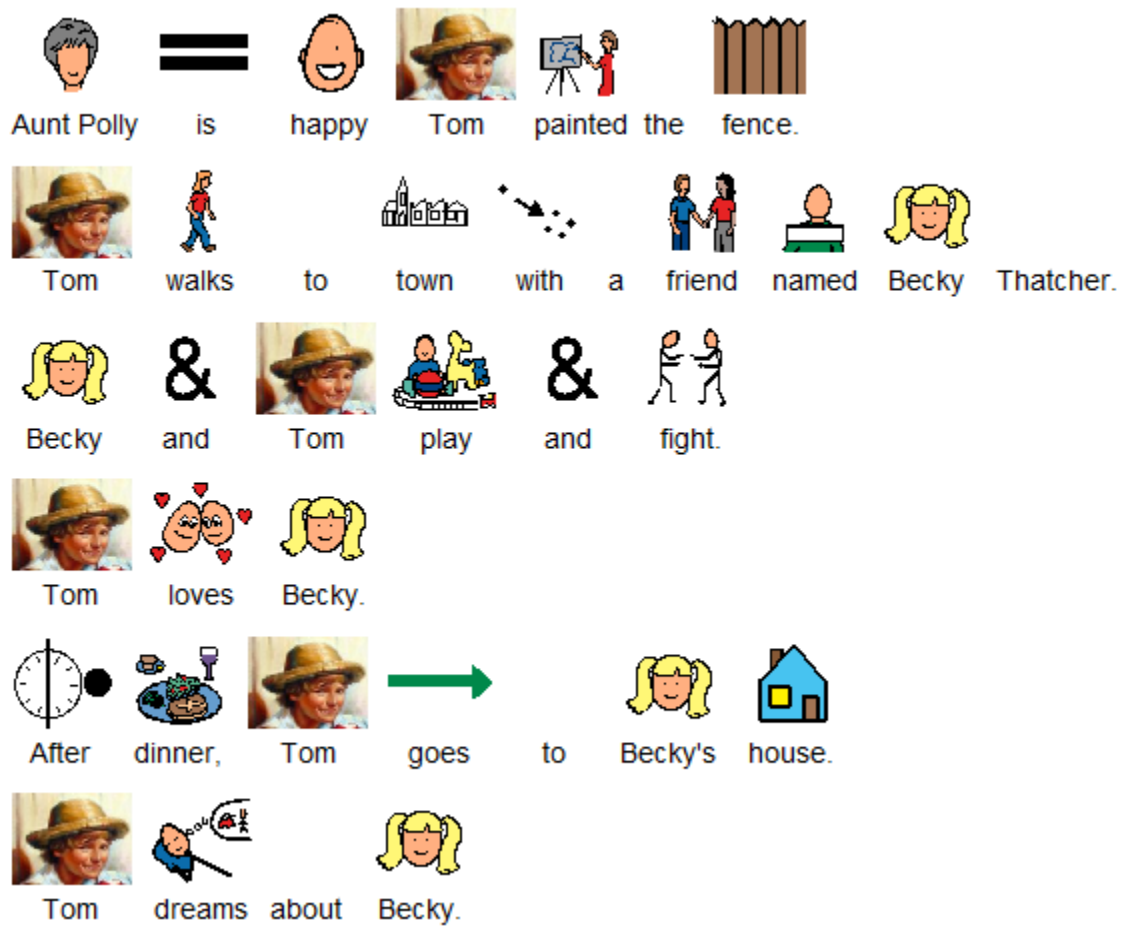 Aunt Polly is happy Tom painted the fence.
Tom walks to town with a friend named Becky Thatcher.
& &
Becky and Tom play and fight.
Tom loves Becky.
After dinner, Tom goes to Becky's house.
Tom dreams about Becky.